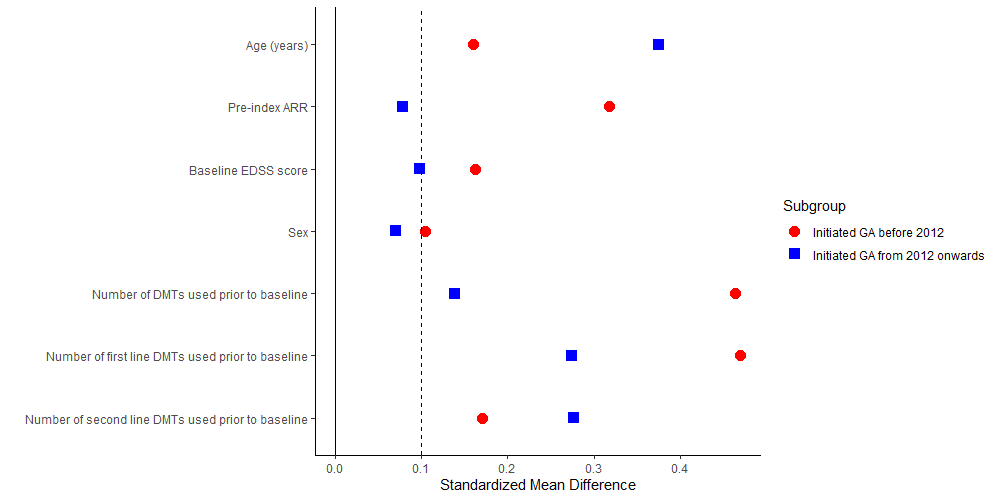 Age (years)
Pre-index ARR
Baseline EDSS score
Sex
Number of DMTs used prior to baseline
Number of first line DMTs used prior to baseline
Number of second line DMTs used prior to baseline
0.0 0.1 0.2 0.3 0.4
Standardized Mean Difference
Subgroup
Initiated GA before 2012
Initiated GA from 2012 onwards